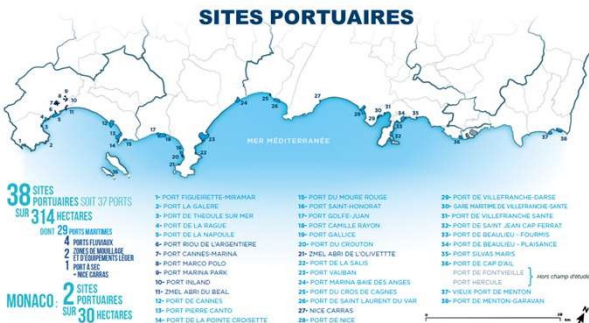 SITES PORTUAIRES
MER MÉDITERRANÉE
38 SITES
PORTUAIRES SOIT 37 PORTS
SUR 314 HECTARES
DONT 29 PORTS MARITIMES
4 PORTS FLUVIAUX
2 ZONES DE MOUILLAGE
ET D'ÉQUIPEMENTS LÉGER
1 PORT À SEC
- NICE CARRAS
MONACO: 2 SITES
PORTUAIRES
SUR 30 HECTARES
1- PORT FIGUEIRETTE-MIRAMAR
2- PORT LA GALERE
3- PORT DE THEOULE SUR MER
4- PORT DE LA RAGUE
5- PORT DE LA NAPOULE
6- PORT RIOU DE L'ARGENTIERE
7- PORT CANNES-MARINA
8- PORT MARCO POLO
9- PORT MARINA PARK
10- PORT INLAND
11- ZMEL ABRI DU BEAL
12- PORT DE CANNES
13- PORT PIERRE CANTO
14- PORT DE LA POINTE CROISETTE
15- PORT DU MOURE ROUGE
16- PORT SAINT-HONORAT
17- PORT GOLFE-JUAN
18- PORT CAMILLE RAYON
19- PORT GALLICE
20- PORT DU CROUTON
21- ZMEL ABRI DE L'OLIVETTE
22- PORT DE LA SALIS
23- PORT VAUBAN
24- PORT MARINA BAIE DES ANGES
25- PORT DU CROS DE CAGNES
26- PORT DE SAINT LAURENT DU VAR
27- NICE CARRAS
28- PORT DE NICE
29- PORT DE VILLEFRANCHE-DARSE
30- GARE MARITIME DE VILLEFRANCHE-SANTE
31- PORT DE VILLEFRANCHE SANTE
32- PORT DE SAINT JEAN CAP FERRAT
33- PORT DE BEAULIEU - FOURMIS
34- PORT DE BEAULIEU - PLAISANCE
35- PORT SILVAS MARIS
36- PORT DE CAP D'AIL
PORT DE FONTVIEILLE
PORT HERCULE
Hors champ d'étude
37- VIEUX PORT DE MENTON
38- PORT DE MENTON-GARAVAN